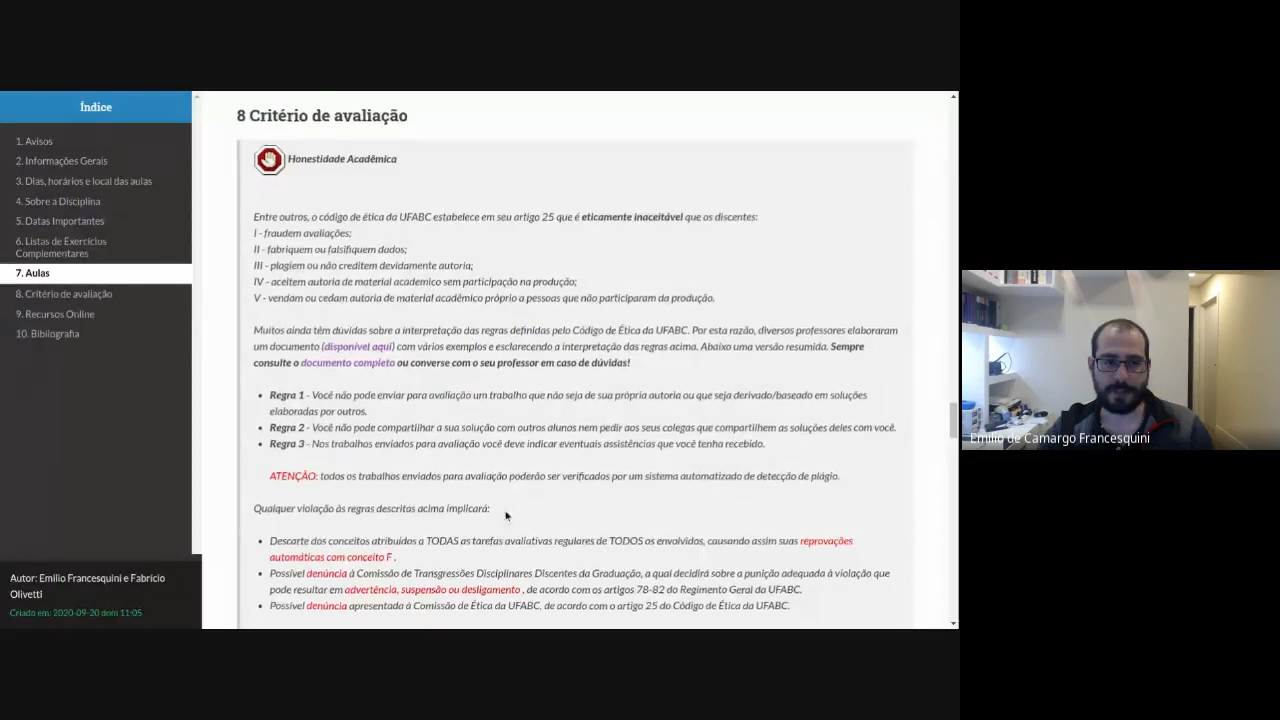 Índice
1. Avisos
2. Informações Gerais
3. Dias, horários e local das aulas
4. Sobre a Disciplina
5. Datas Importantes
6. Listas de Exercícios
Complementares
7. Aulas
8. Critério de avaliação
9. Recursos Online
10. Bibliografia
Autor: Emilio Francesquini e Fabrício
Olivetti
Criado em: 2020-09-20 dom 11:05
8 Critério de avaliação
Honestidade Acadêmica
Entre outros, o código de ética da UFABC estabelece em seu artigo 25 que é eticamente inaceitável que os discentes:
I - fraudem avaliações;
II - fabriquem ou falsifiquem dados;
III - plagiem ou não creditem devidamente autoria;
IV - aceitem autoria de material academico sem participação na produção;
V - vendam ou cedam autoria de material acadêmico próprio a pessoas que não participaram da produção.
Muitos ainda têm dúvidas sobre a interpretação das regras definidas pelo Código de Ética da UFABC. Por esta razão, diversos professores elaboraram
um documento (disponível aqui) com vários exemplos e esclarecendo a interpretação das regras acima. Abaixo uma versão resumida. Sempre
consulte o documento completo ou converse com o seu professor em caso de dúvidas!
• Regra 1 - Você não pode enviar para avaliação um trabalho que não seja de sua própria autoria ou que seja derivado/baseado em soluções
elaboradas por outros.
• Regra 2 - Você não pode compartilhar a sua solução com outros alunos nem pedir aos seus colegas que compartilhem as soluções deles com você.
• Regra 3 - Nos trabalhos enviados para avaliação você deve indicar eventuais assistências que você tenha recebido.
ATENÇÃO: todos os trabalhos enviados para avaliação poderão ser verificados por um sistema automatizado de detecção de plágio.
Qualquer violação às regras descritas acima implicará:
• Descarte dos conceitos atribuídos a TODAS as tarefas avaliativas regulares de TODOS os envolvidos, causando assim suas reprovações
automáticas com conceito F .
• Possível denúncia à Comissão de Transgressões Disciplinares Discentes da Graduação, a qual decidirá sobre a punição adequada à violação que
pode resultar em advertência, suspensão ou desligamento , de acordo com os artigos 78-82 do Regimento Geral da UFABC.
• Possível denúncia apresentada à Comissão de Ética da UFABC, de acordo com o artigo 25 do Código de Ética da UFABC.
Emilio de Camargo Francesquini